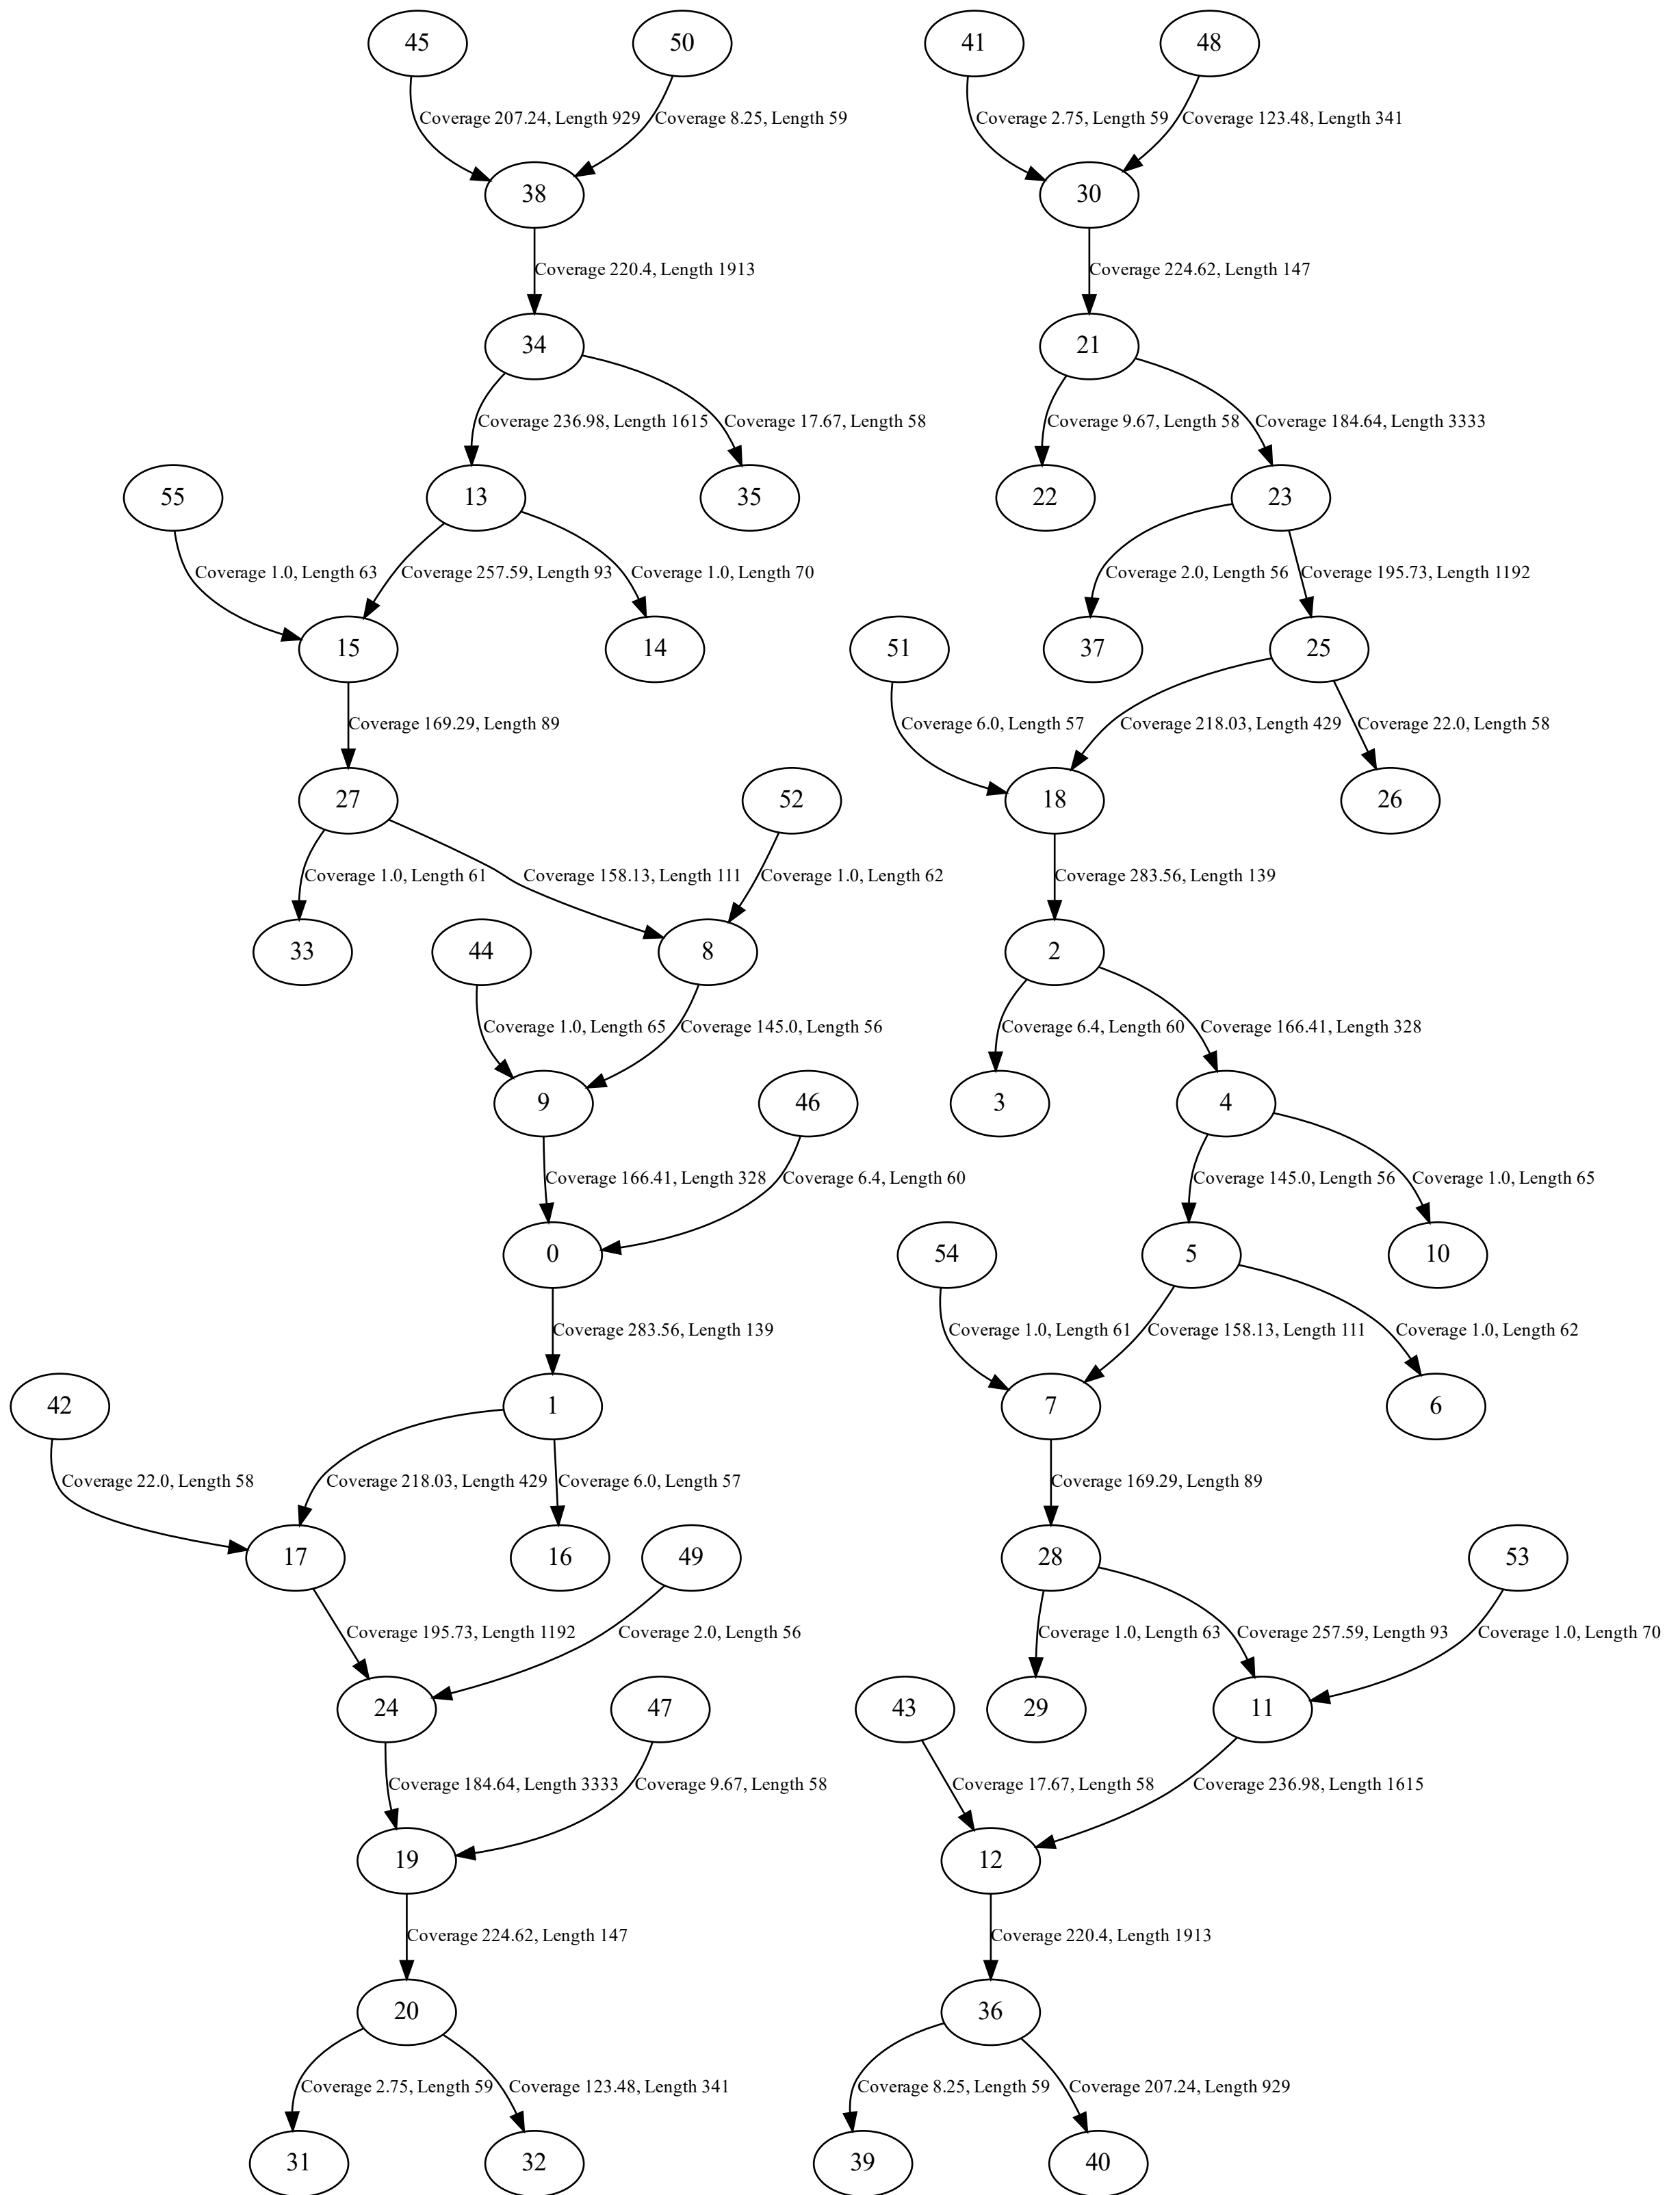 45 50 41 48
Coverage 207.24, Length 929 Coverage 8.25, Length 59 Coverage 2.75, Length 59 Coverage 123.48, Length 341
38 30
Coverage 220.4, Length 1913 Coverage 224.62, Length 147
34 21
Coverage 236.98, Length 1615 Coverage 17.67, Length 58 Coverage 9.67, Length 58 Coverage 184.64, Length 3333
55 13 35 22 23
Coverage 1.0, Length 63 Coverage 257.59, Length 93 Coverage 1.0, Length 70 Coverage 2.0, Length 56 Coverage 195.73, Length 1192
15 14 51 37 25
Coverage 169.29, Length 89 Coverage 6.0, Length 57 Coverage 218.03, Length 429 Coverage 22.0, Length 58
27 52 18 26
Coverage 1.0, Length 61 Coverage 158.13, Length 111 Coverage 1.0, Length 62 Coverage 283.56, Length 139
33 44 8 2
Coverage 1.0, Length 65 Coverage 145.0, Length 56 Coverage 6.4, Length 60 Coverage 166.41, Length 328
9 46 3 4
Coverage 166.41, Length 328 Coverage 6.4, Length 60 Coverage 145.0, Length 56 Coverage 1.0, Length 65
0 54 5 10
Coverage 283.56, Length 139 Coverage 1.0, Length 61 Coverage 158.13, Length 111 Coverage 1.0, Length 62
42 1 7 6
Coverage 22.0, Length 58 Coverage 218.03, Length 429 Coverage 6.0, Length 57 Coverage 169.29, Length 89
17 16 49 28 53
Coverage 195.73, Length 1192 Coverage 2.0, Length 56 Coverage 1.0, Length 63 Coverage 257.59, Length 93 Coverage 1.0, Length 70
24 47 43 29 11
Coverage 184.64, Length 3333 Coverage 9.67, Length 58 Coverage 17.67, Length 58 Coverage 236.98, Length 1615
19 12
Coverage 224.62, Length 147 Coverage 220.4, Length 1913
20 36
Coverage 2.75, Length 59 Coverage 123.48, Length 341 Coverage 8.25, Length 59 Coverage 207.24, Length 929
31 32 39 40